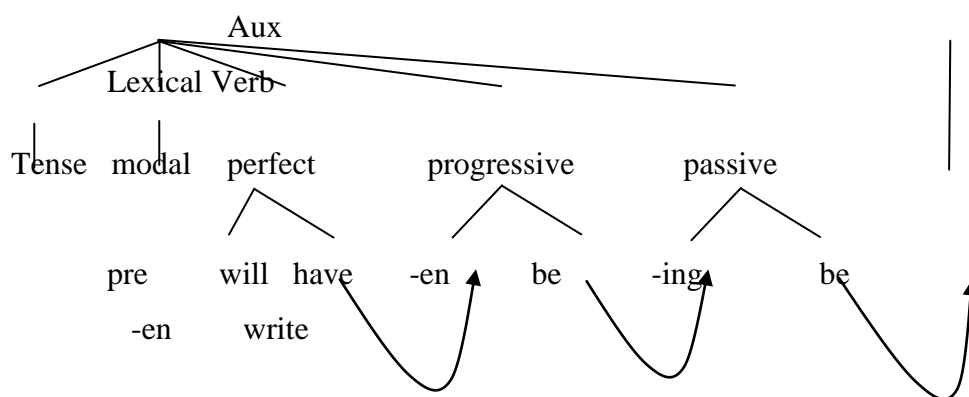 Aux
Lexical Verb
Tense modal perfect progressive passive
pre will have -en be -ing be
-en write